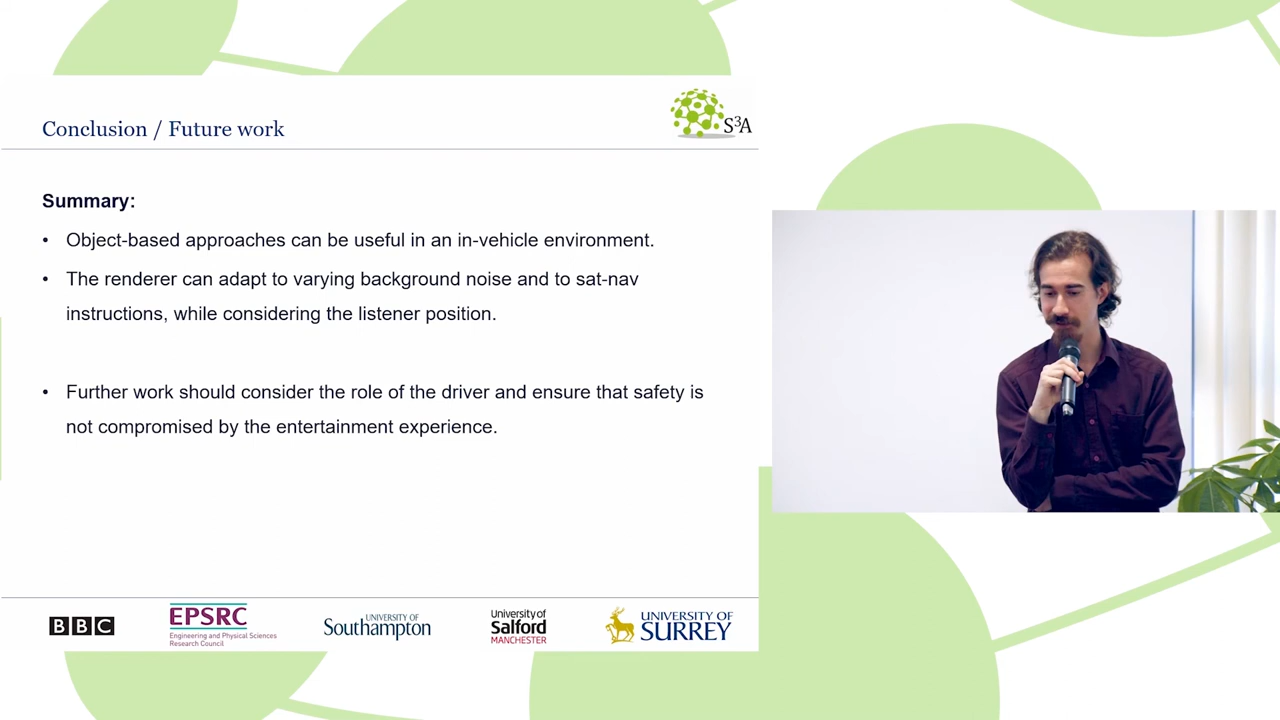 Conclusion / Future work
S³A
Summary:
• Object-based approaches can be useful in an in-vehicle environment.
• The renderer can adapt to varying background noise and to sat-nav
instructions, while considering the listener position.
• Further work should consider the role of the driver and ensure that safety is
not compromised by the entertainment experience.
BBC
EPSRC
Engineering and Physical Sciences
Research Council
UNIVERSITY OF
Southampton
University of
Salford
MANCHESTER
UNIVERSITY OF
SURREY